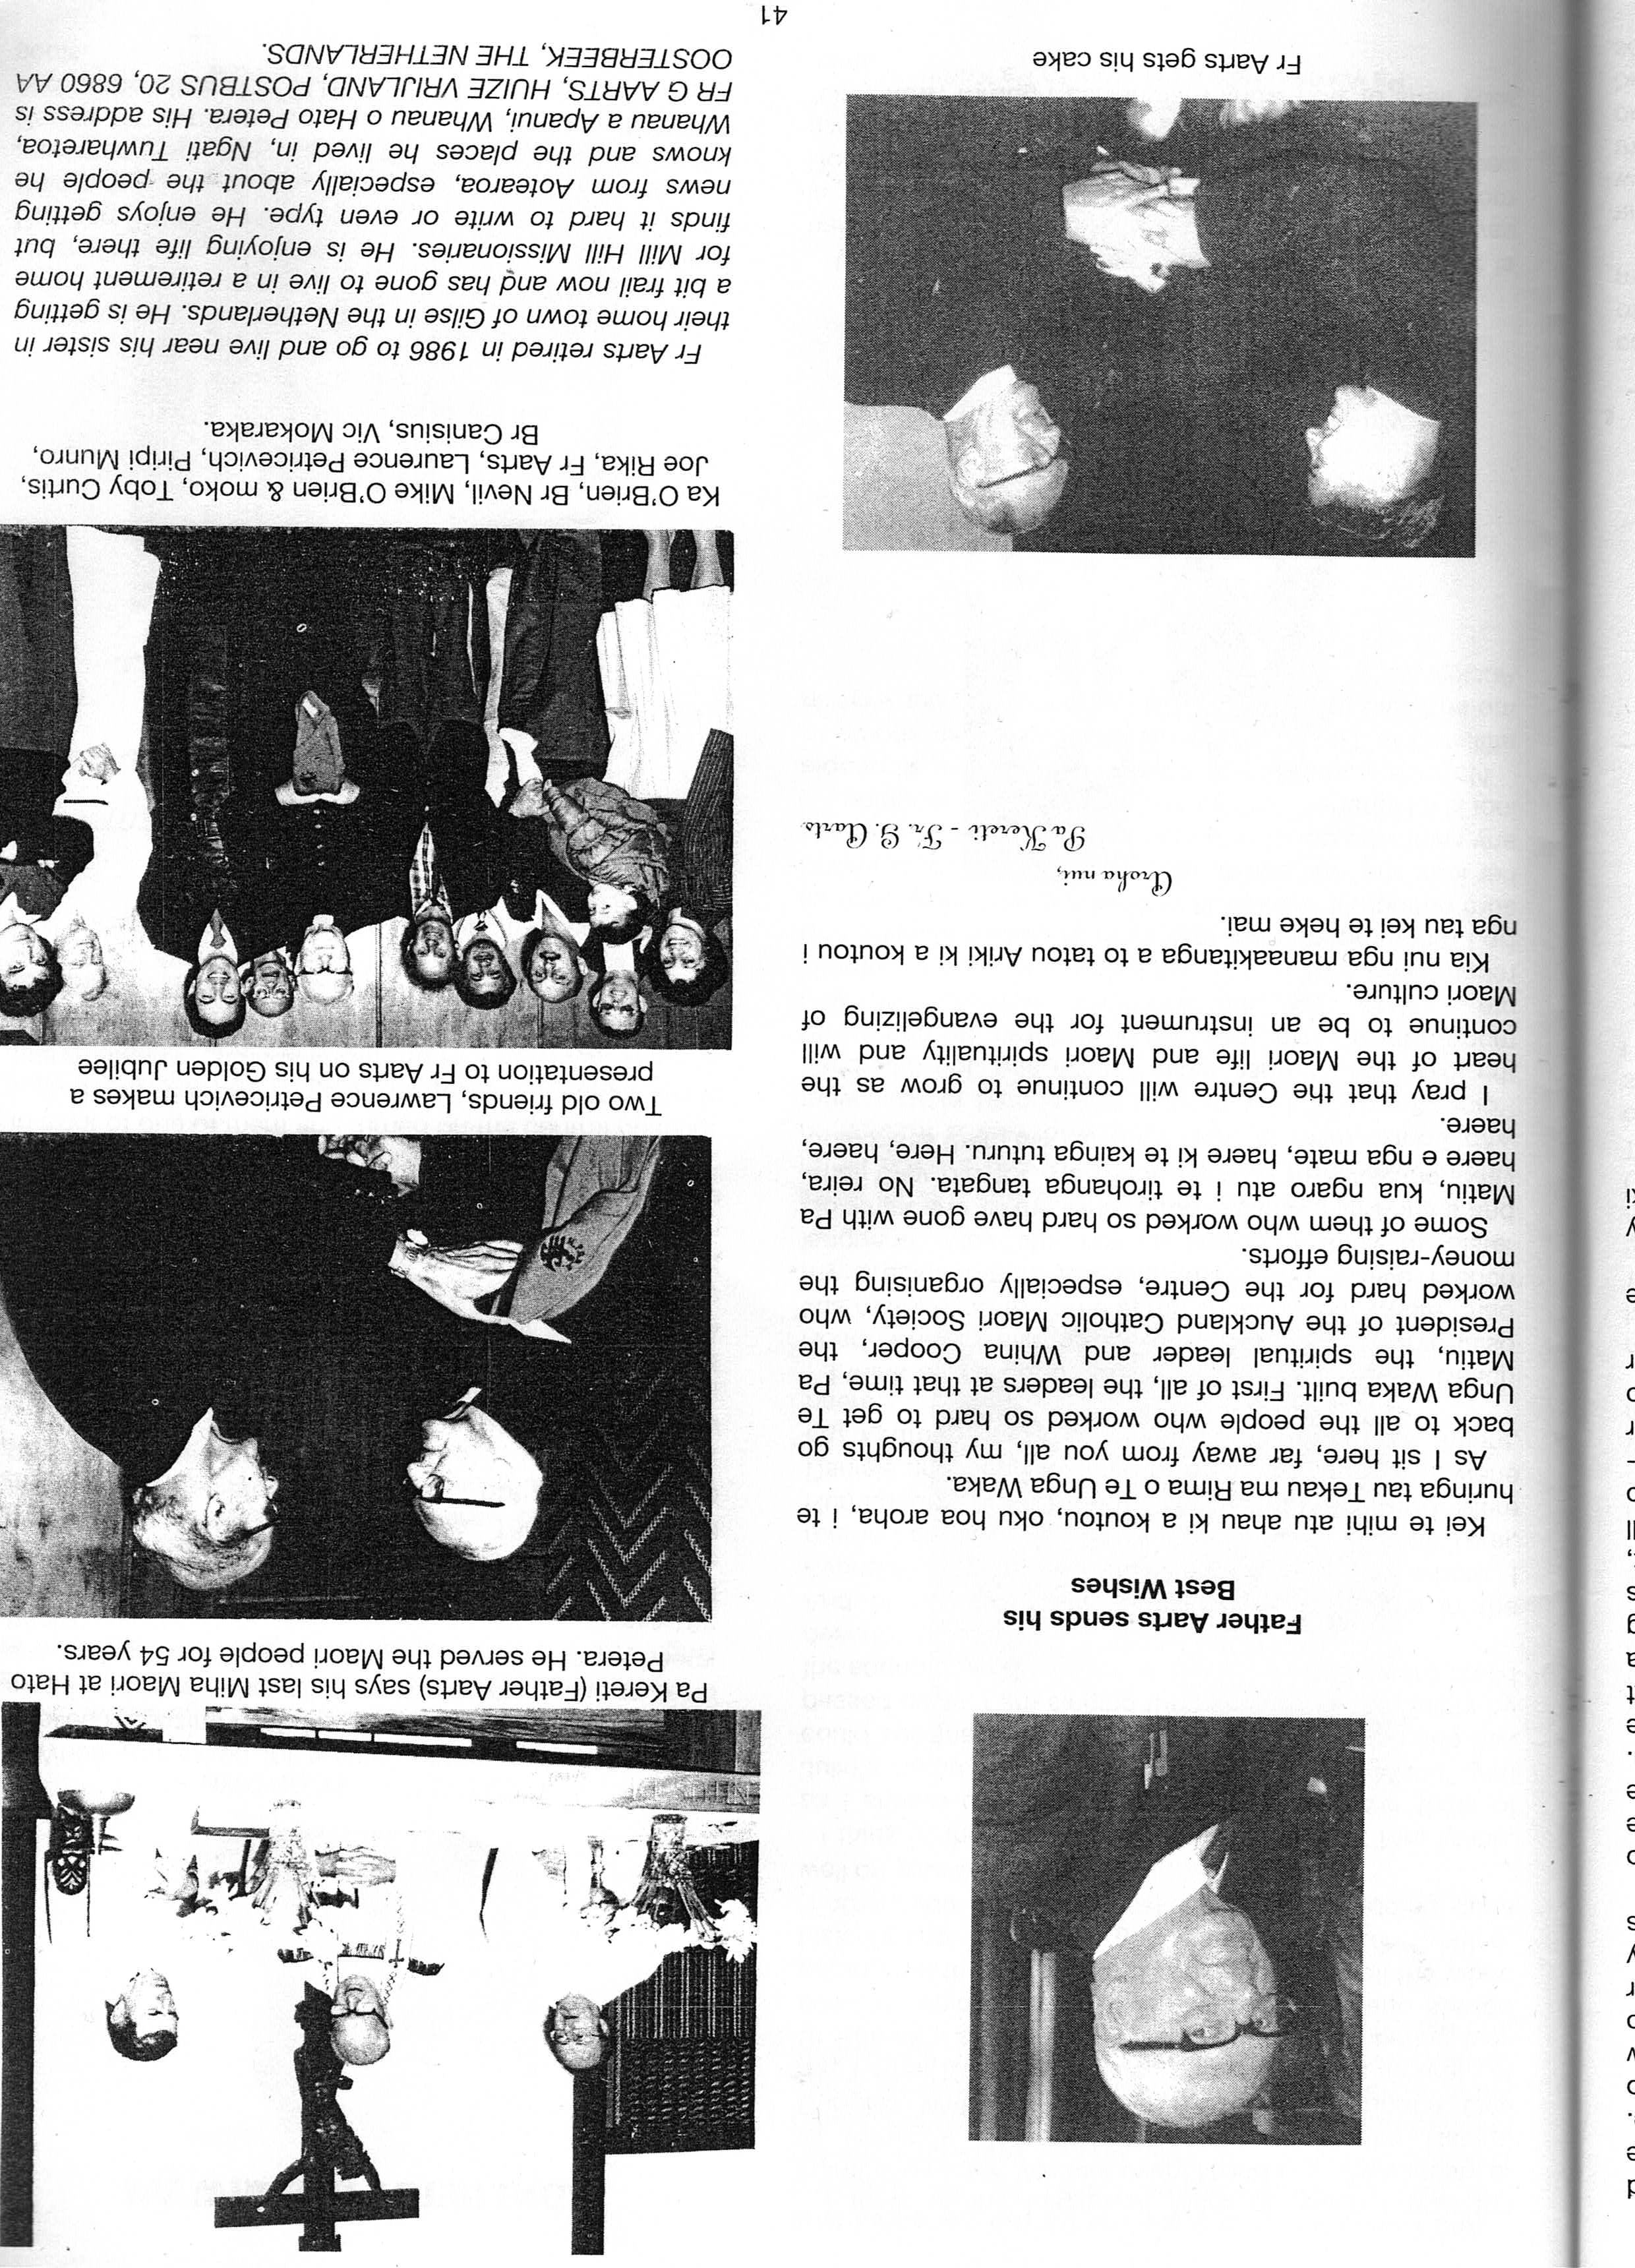 Father Aarts sends his
Best Wishes
Kei te mihi atu ahau ki a koutou, oku hoa aroha, i te
huringa tau Tekau ma Rima o Te Unga Waka.
As I sit here, far away from you all, my thoughts go
back to all the people who worked so hard to get Te
Unga Waka built. First of all, the leaders at that time, Pa
Matiu, the spiritual leader and Whina Cooper, the
President of the Auckland Catholic Maori Society, who
worked hard for the Centre, especially organising the
money-raising efforts.
Some of them who worked so hard have gone with Pa
Matiu, kua ngaro atu i te tirohanga tangata. No reira,
haere e nga mate, haere ki te kainga tuturu. Here, haere,
haere.
I pray that the Centre will continue to grow as the
heart of the Maori life and Maori spirituality and will
continue to be an instrument for the evangelizing of
Maori culture.
Kia nui nga manaakitanga a to tatou Ariki ki a koutou i
nga tau kei te heke mai.
Aroha nui,
Pa Kereti - Fr. G. Aarts
Fr Aarts gets his cake
Pa Kereti (Father Aarts) says his last Miha Maori at Hato
Petera. He served the Maori people for 54 years.
Two old friends, Lawrence Petricevich makes a
presentation to Fr Aarts on his Golden Jubilee
Ka O'Brien, Br Nevil, Mike O'Brien & moko, Toby Curtis,
Joe Rika, Fr Aarts, Laurence Petricevich, Piripi Munro,
Br Canisius, Vic Mokaraka.
Fr Aarts retired in 1986 to go and live near his sister in
their home town of Gilse in the Netherlands. He is getting
a bit frail now and has gone to live in a retirement home
for Mill Hill Missionaries. He is enjoying life there, but
finds it hard to write or even type. He enjoys getting
news from Aotearoa, especially about the people he
knows and the places he lived in, Ngati Tuwharetoa,
Whanau a Apanui, Whanau o Hato Petera. His address is
FR G AARTS, HUIZE VRIJLAND, POSTBUS 20, 6860 AA
OOSTERBEEK, THE NETHERLANDS.
41